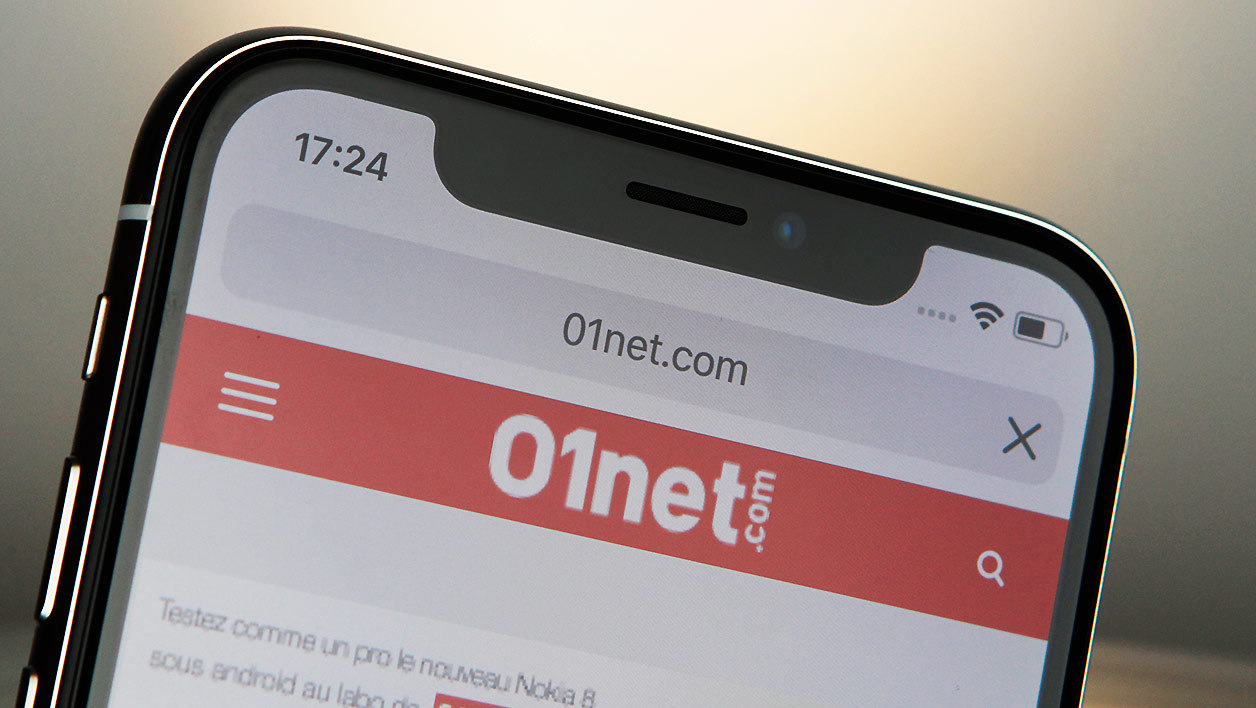 17:24
01net.com
01net.com
Testez comme un pro le nouveau Nokia 8
sous android au labo de